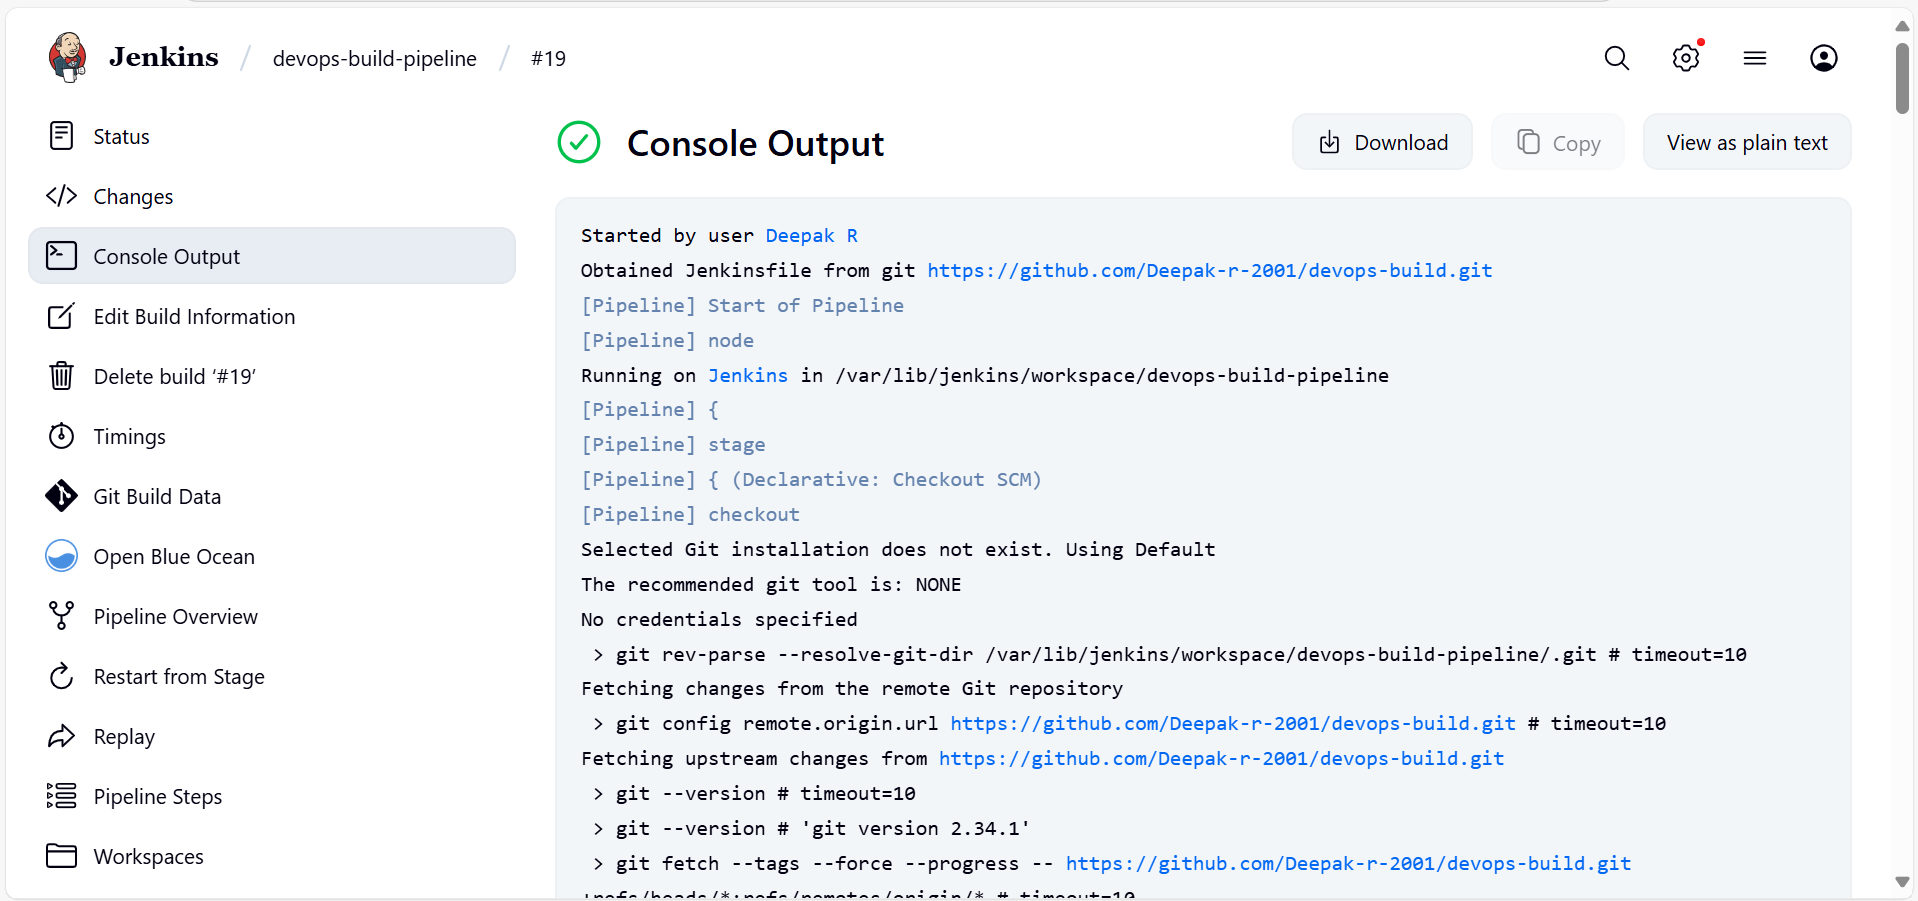 Jenkins / devops-build-pipeline / #19
Status
Changes
Console Output
Edit Build Information
Delete build ‘#19’
Timings
Git Build Data
Open Blue Ocean
Pipeline Overview
Restart from Stage
Replay
Pipeline Steps
Workspaces
Console Output
Download
Copy
View as plain text
Started by user Deepak R
Obtained Jenkinsfile from git https://github.com/Deepak-r-2001/devops-build.git
[Pipeline] Start of Pipeline
[Pipeline] node
Running on Jenkins in /var/lib/jenkins/workspace/devops-build-pipeline
[Pipeline] {
[Pipeline] stage
[Pipeline] { (Declarative: Checkout SCM)
[Pipeline] checkout
Selected Git installation does not exist. Using Default
The recommended git tool is: NONE
No credentials specified
 > git rev-parse --resolve-git-dir /var/lib/jenkins/workspace/devops-build-pipeline/.git # timeout=10
Fetching changes from the remote Git repository
 > git config remote.origin.url https://github.com/Deepak-r-2001/devops-build.git # timeout=10
Fetching upstream changes from https://github.com/Deepak-r-2001/devops-build.git
 > git --version # timeout=10
 > git --version # 'git version 2.34.1'
 > git fetch --tags --force --progress -- https://github.com/Deepak-r-2001/devops-build.git
+refs/heads/*:refs/remotes/origin/* # timeout=10